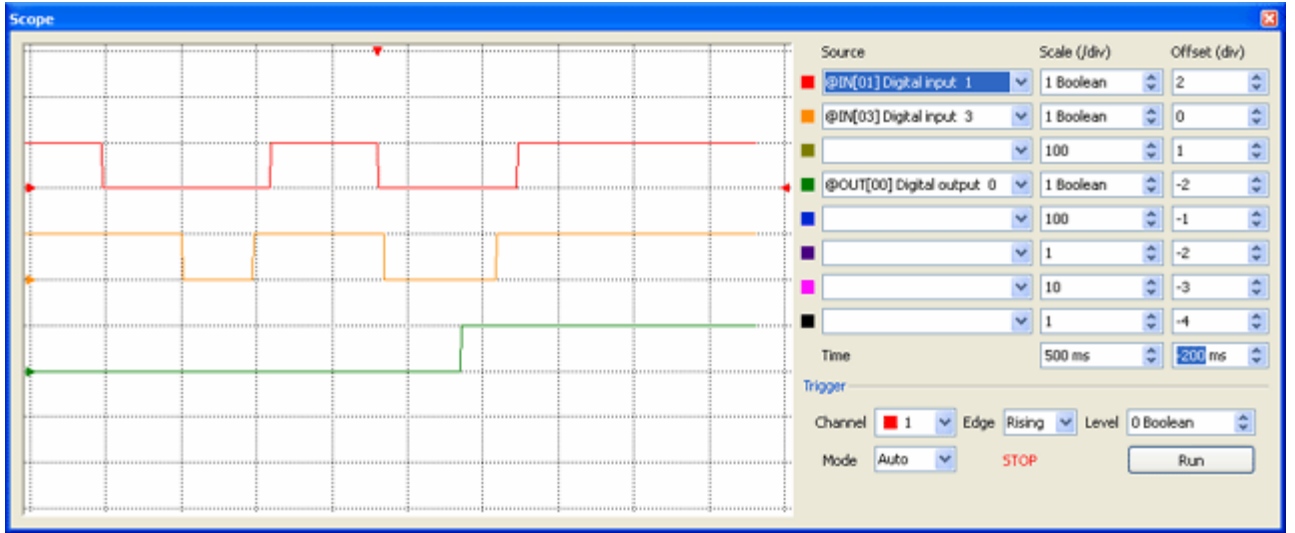 Scope
Source Scale (/div) Offset (div)
@IN[01] Digital input 1 1 Boolean 2
@IN[03] Digital input 3 1 Boolean 0
100 1
@OUT[00] Digital output 0 1 Boolean -2
100 -1
1 -2
10 -3
1 -4
Time 500 ms -200 ms
Trigger
Channel 1 Edge Rising Level 0 Boolean
Mode Auto STOP Run